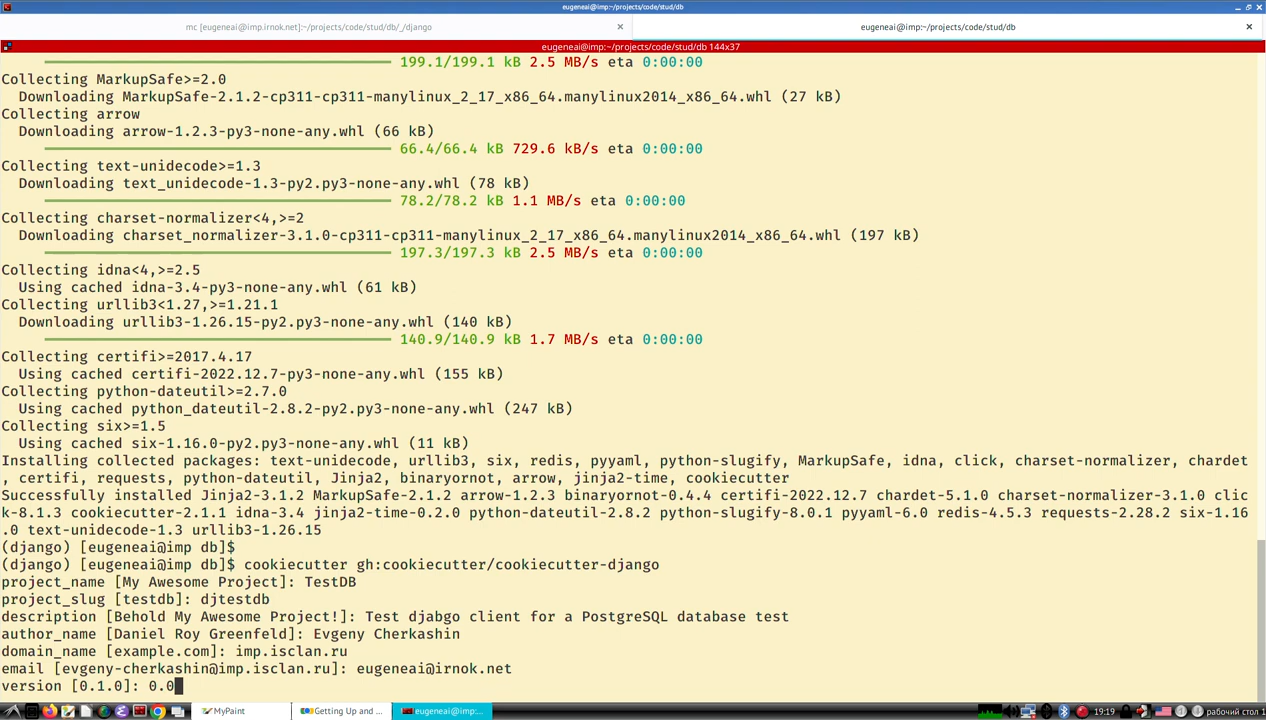 eugeneai@imp:~/projects/code/stud/db
mc [eugeneai@imp.irnok.net]:~/projects/code/stud/db/_/django
eugeneai@imp:~/projects/code/stud/db
eugeneai@imp:~/projects/code/stud/db 144x37
199.1/199.1 kB 2.5 MB/s eta 0:00:00
Collecting MarkupSafe>=2.0
Downloading MarkupSafe-2.1.2-cp311-cp311-manylinux_2_17_x86_64.manylinux2014_x86_64.whl (27 kB)
Collecting arrow
Downloading arrow-1.2.3-py3-none-any.whl (66 kB)
66.4/66.4 kB 729.6 kB/s eta 0:00:00
Collecting text-unidecode>=1.3
Downloading text_unidecode-1.3-py2.py3-none-any.whl (78 kB)
78.2/78.2 kB 1.1 MB/s eta 0:00:00
Collecting charset-normalizer<4,>=2
Downloading charset_normalizer-3.1.0-cp311-cp311-manylinux_2_17_x86_64.manylinux2014_x86_64.whl (197 kB)
197.3/197.3 kB 2.5 MB/s eta 0:00:00
Collecting idna<4,>=2.5
Using cached idna-3.4-py3-none-any.whl (61 kB)
Collecting urllib3<1.27,>=1.21.1
Downloading urllib3-1.26.15-py2.py3-none-any.whl (140 kB)
140.9/140.9 kB 1.7 MB/s eta 0:00:00
Collecting certifi>=2017.4.17
Using cached certifi-2022.12.7-py3-none-any.whl (155 kB)
Collecting python-dateutil>=2.7.0
Using cached python_dateutil-2.8.2-py2.py3-none-any.whl (247 kB)
Collecting six>=1.5
Using cached six-1.16.0-py2.py3-none-any.whl (11 kB)
Installing collected packages: text-unidecode, urllib3, six, redis, pyyaml, python-slugify, MarkupSafe, idna, click, charset-normalizer, chardet
, certifi, requests, python-dateutil, Jinja2, binaryornot, arrow, jinja2-time, cookiecutter
Successfully installed Jinja2-3.1.2 MarkupSafe-2.1.2 arrow-1.2.3 binaryornot-0.4.4 certifi-2022.12.7 chardet-5.1.0 charset-normalizer-3.1.0 clic
k-8.1.3 cookiecutter-2.1.1 idna-3.4 jinja2-time-0.2.0 python-dateutil-2.8.2 python-slugify-8.0.1 pyyaml-6.0 redis-4.5.3 requests-2.28.2 six-1.16
.0 text-unidecode-1.3 urllib3-1.26.15
(django) [eugeneai@imp db]$
(django) [eugeneai@imp db]$ cookiecutter gh:cookiecutter/cookiecutter-django
project_name [My Awesome Project]: TestDB
project_slug [testdb]: djtestdb
description [Behold My Awesome Project!]: Test djabgo client for a PostgreSQL database test
author_name [Daniel Roy Greenfeld]: Evgeny Cherkashin
domain_name [example.com]: imp.isclan.ru
email [evgeny-cherkashin@imp.isclan.ru]: eugeneai@irnok.net
version [0.1.0]: 0.0
MyPaint
Getting Up and ...
eugeneai@imp:...
19:19
рабочий стол 1